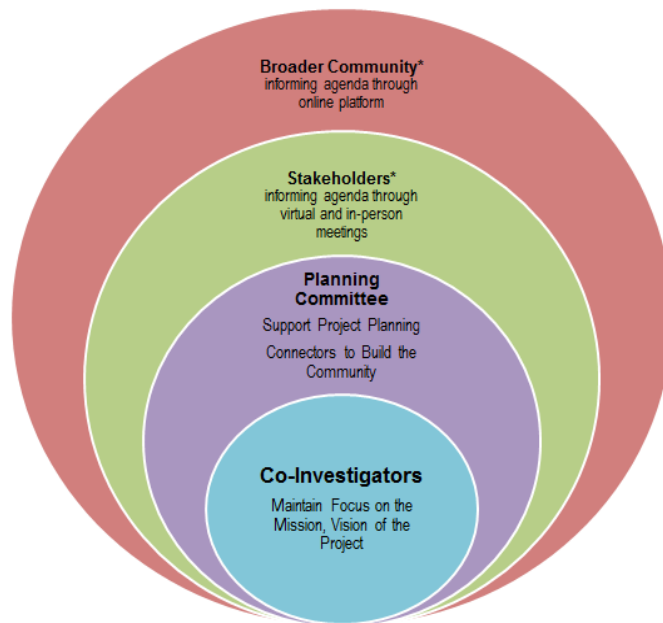 Broader Community*
informing agenda through
online platform
Stakeholders*
informing agenda through
virtual and in-person
meetings
Planning
Committee
Support Project Planning
Connectors to Build the
Community
Co-Investigators
Maintain Focus on the
Mission, Vision of the
Project